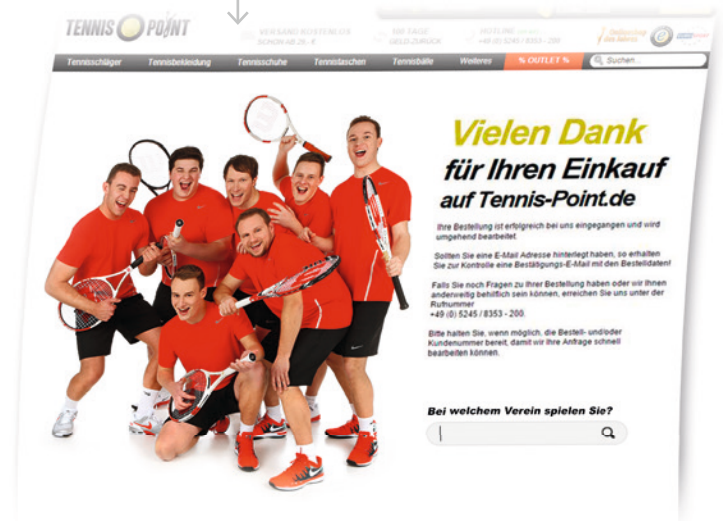 TENNIS POINT
VERSAND KOSTENLOS
SCHON AB
GELD-ZURÜCK
HOTLINE
+49 (0) 5245 / 8353 - 200
Tennisschläger Tennisbekleidung Tennisschuhe Tennistaschen Tennisbälle Weiteres % OUTLET % Suchen...
Vielen Dank
für Ihren Einkauf
auf Tennis-Point.de
Ihre Bestellung ist erfolgreich bei uns eingegangen und wird
umgehend bearbeitet.
Sollten Sie eine E-Mail Adresse hinterlegt haben, so erhalten
Sie zur Kontrolle eine Bestätigungs-E-Mail mit den Bestelldaten!
Falls Sie noch Fragen zu Ihrer Bestellung haben oder wir Ihnen
anderweitig behilflich sein können, erreichen Sie uns unter der
Rufnummer
+49 (0) 5245 / 8353 - 200.
Bitte halten Sie, wenn möglich, die Bestell- und/oder
Kundenummer bereit, damit wir Ihre Anfrage schnell
bearbeiten können.
Bei welchem Verein spielen Sie?